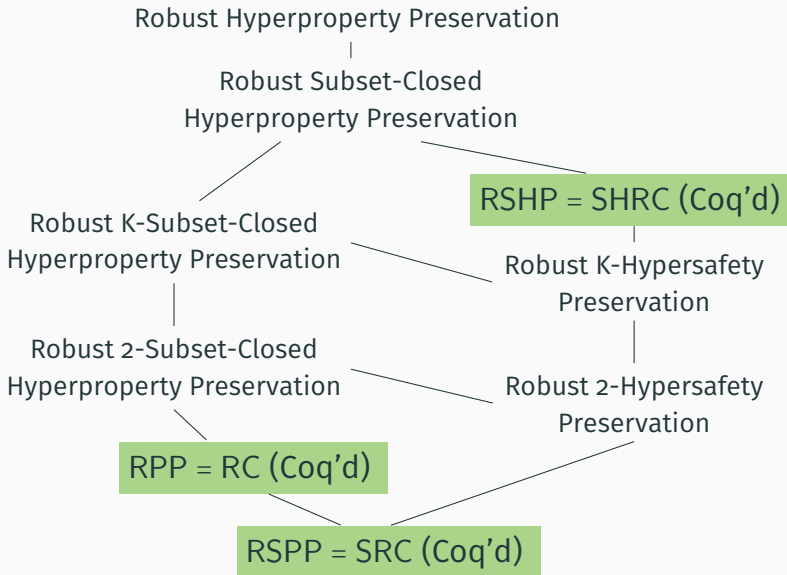 Robust Hyperproperty Preservation
Robust Subset-Closed
Hyperproperty Preservation
RSHP = SHRC (Coq'd)
Robust K-Subset-Closed
Hyperproperty Preservation
Robust K-Hypersafety
Preservation
Robust 2-Subset-Closed
Hyperproperty Preservation
Robust 2-Hypersafety
Preservation
RPP = RC (Coq'd)
RSPP = SRC (Coq'd)